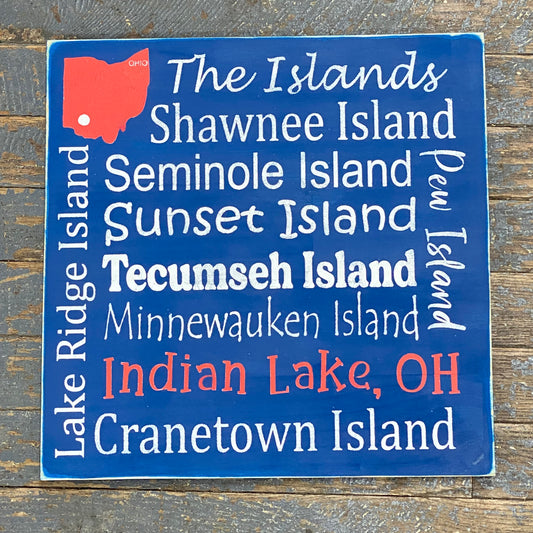 OHIO
The Islands
Shawnee Island
Seminole Island
Sunset Island
Tecumseh Island
Minnewauken Island
Indian Lake, OH
Cranetown Island
Lake Ridge Island
Pew Island